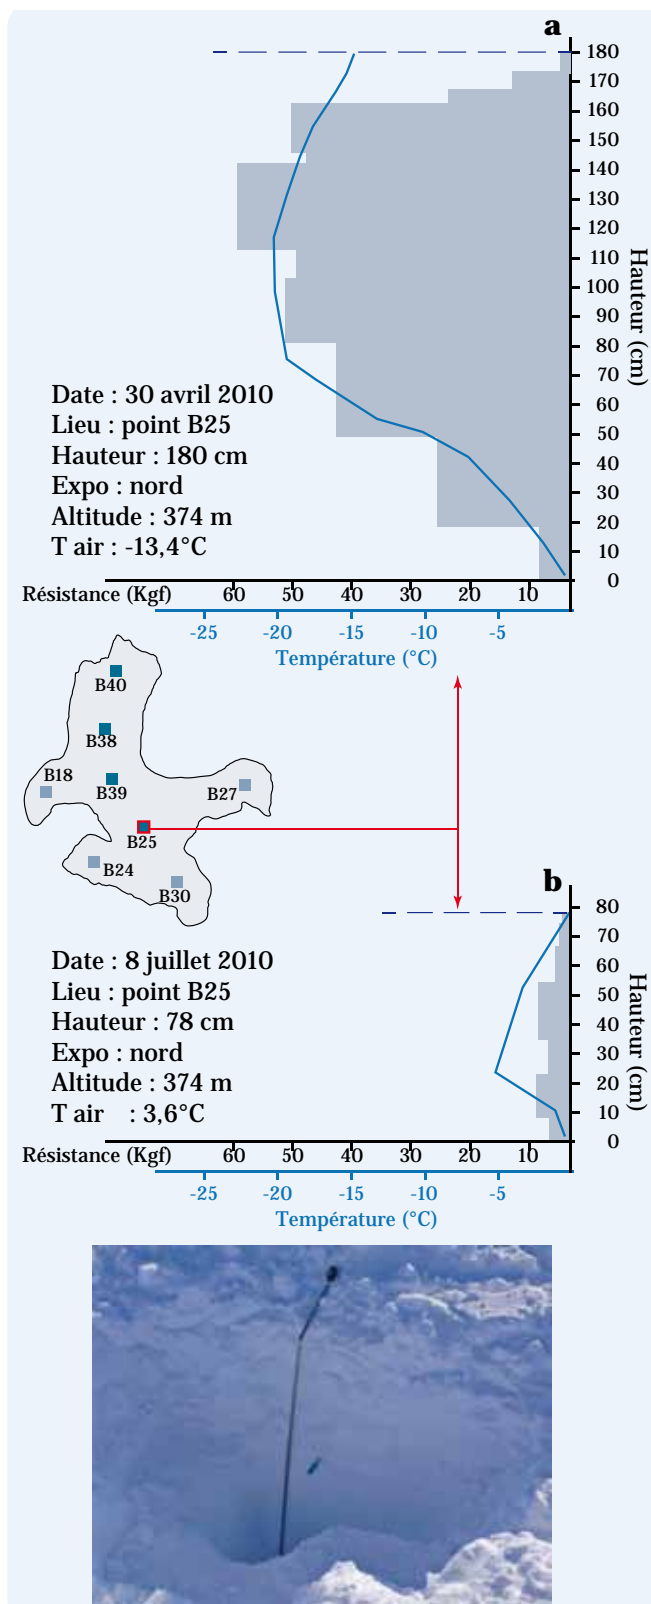 a
180
170
160
150
140
130
120
110
100
90
80
70
60
50
40
30
20
10
0
Hauteur (cm)
Date : 30 avril 2010
Lieu : point B25
Hauteur : 180 cm
Expo : nord
Altitude : 374 m
T air : -13,4°C
Résistance (Kgf) 60 50 40 30 20 10
-25 -20 -15 -10 -5
Température (°C)
B40
B38
B18
B39
B27
B25
B24
B30
b
80
70
60
50
40
30
20
10
0
Hauteur (cm)
Date : 8 juillet 2010
Lieu : point B25
Hauteur : 78 cm
Expo : nord
Altitude : 374 m
T air : 3,6°C
Résistance (Kgf) 60 50 40 30 20 10
-25 -20 -15 -10 -5
Température (°C)